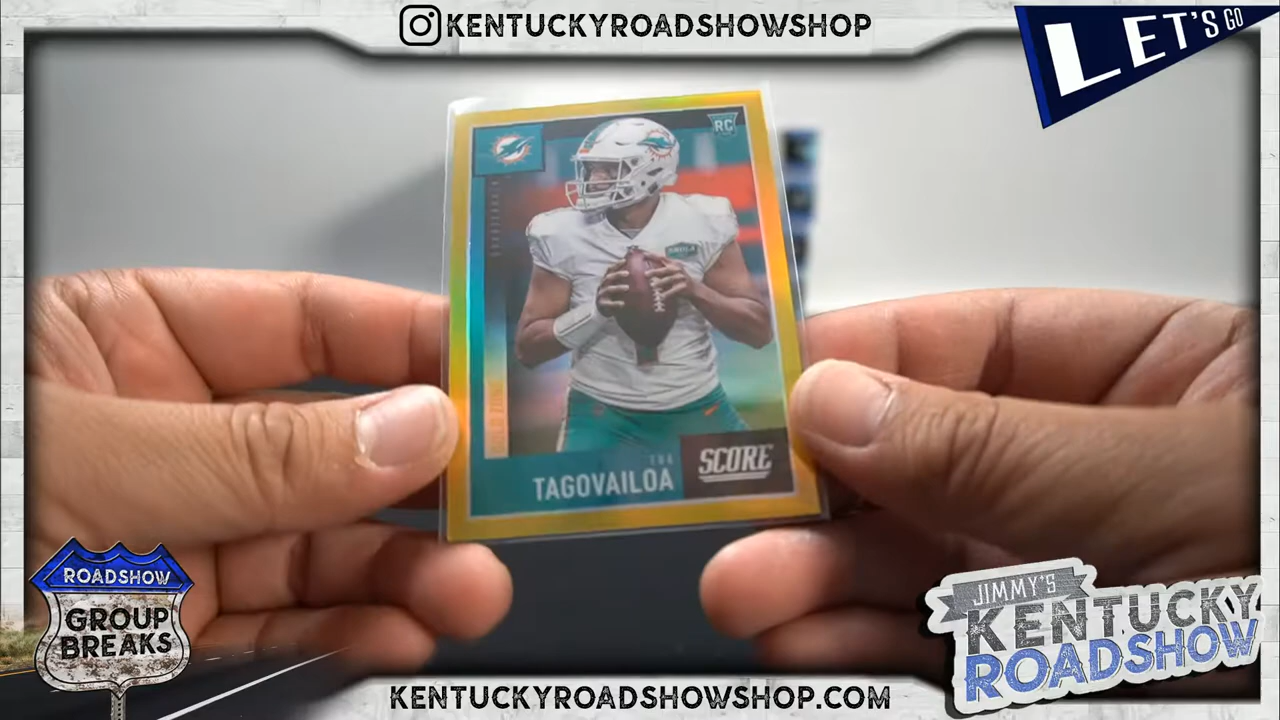 KENTUCKYROADSHOWSHOP
LET'S GO
RC
TUA
TAGOVAILOA
SCORE
ROADSHOW
GROUP
BREAKS
JIMMY'S
KENTUCKY
ROADSHOW
KENTUCKYROADSHOWSHOP.COM